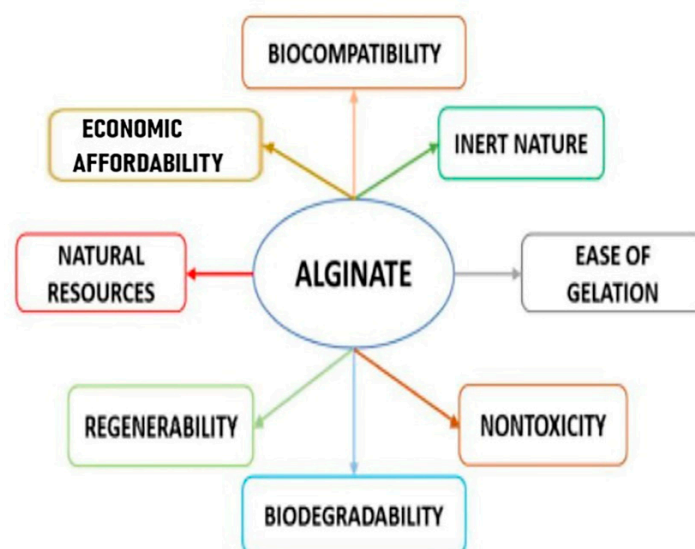 BIOCOMPATIBILITY
ECONOMIC
AFFORDABILITY
INERT NATURE
NATURAL
RESOURCES
ALGINATE
EASE OF
GELATION
REGENERABILITY
NONTOXICITY
BIODEGRADABILITY